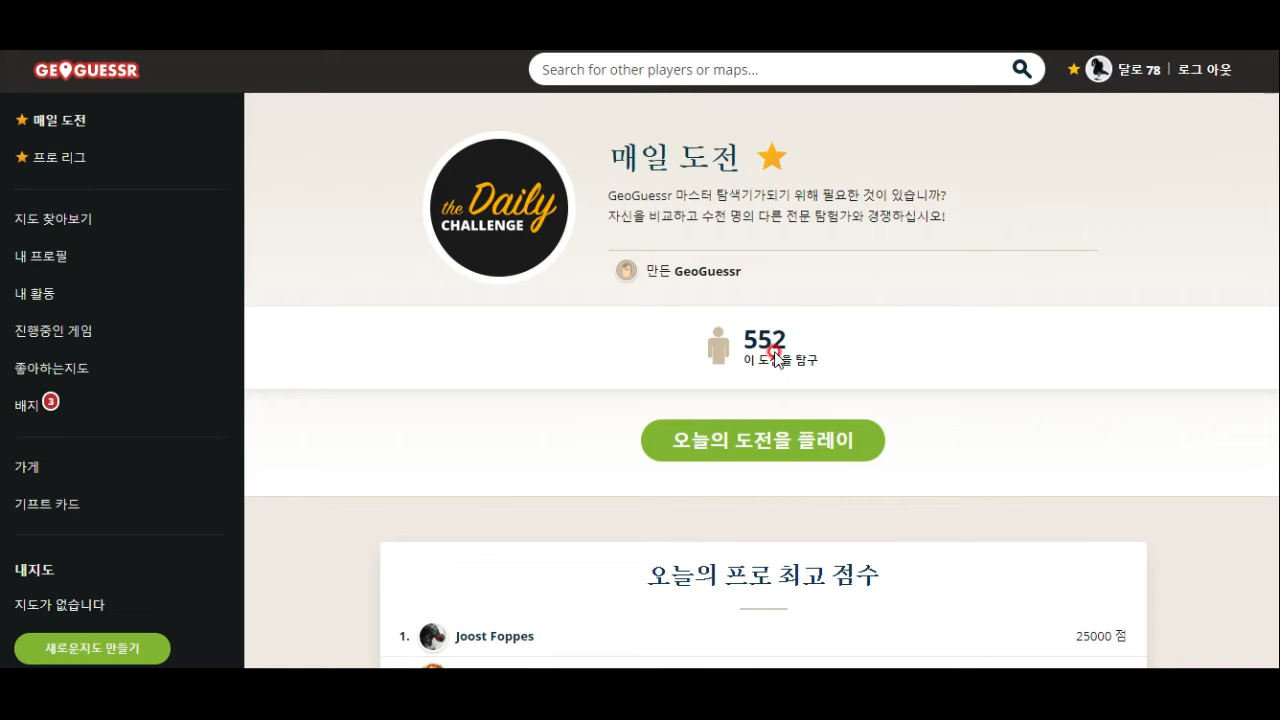 GEOGUESSR
Search for other players or maps...
달로 78 | 로그 아웃
매일 도전
프로 리그
지도 찾아보기
내 프로필
내 활동
진행중인 게임
좋아하는지도
배지 3
가게
기프트 카드
내지도
지도가 없습니다
새로운지도 만들기
the Daily
CHALLENGE
매일 도전
GeoGuessr 마스터 탐색기가되기 위해 필요한 것이 있습니까?
자신을 비교하고 수천 명의 다른 전문 탐험가와 경쟁하십시오!
만든 GeoGuessr
552
이 도전을 탐구
오늘의 도전을 플레이
오늘의 프로 최고 점수
1. Joost Foppes 25000 점